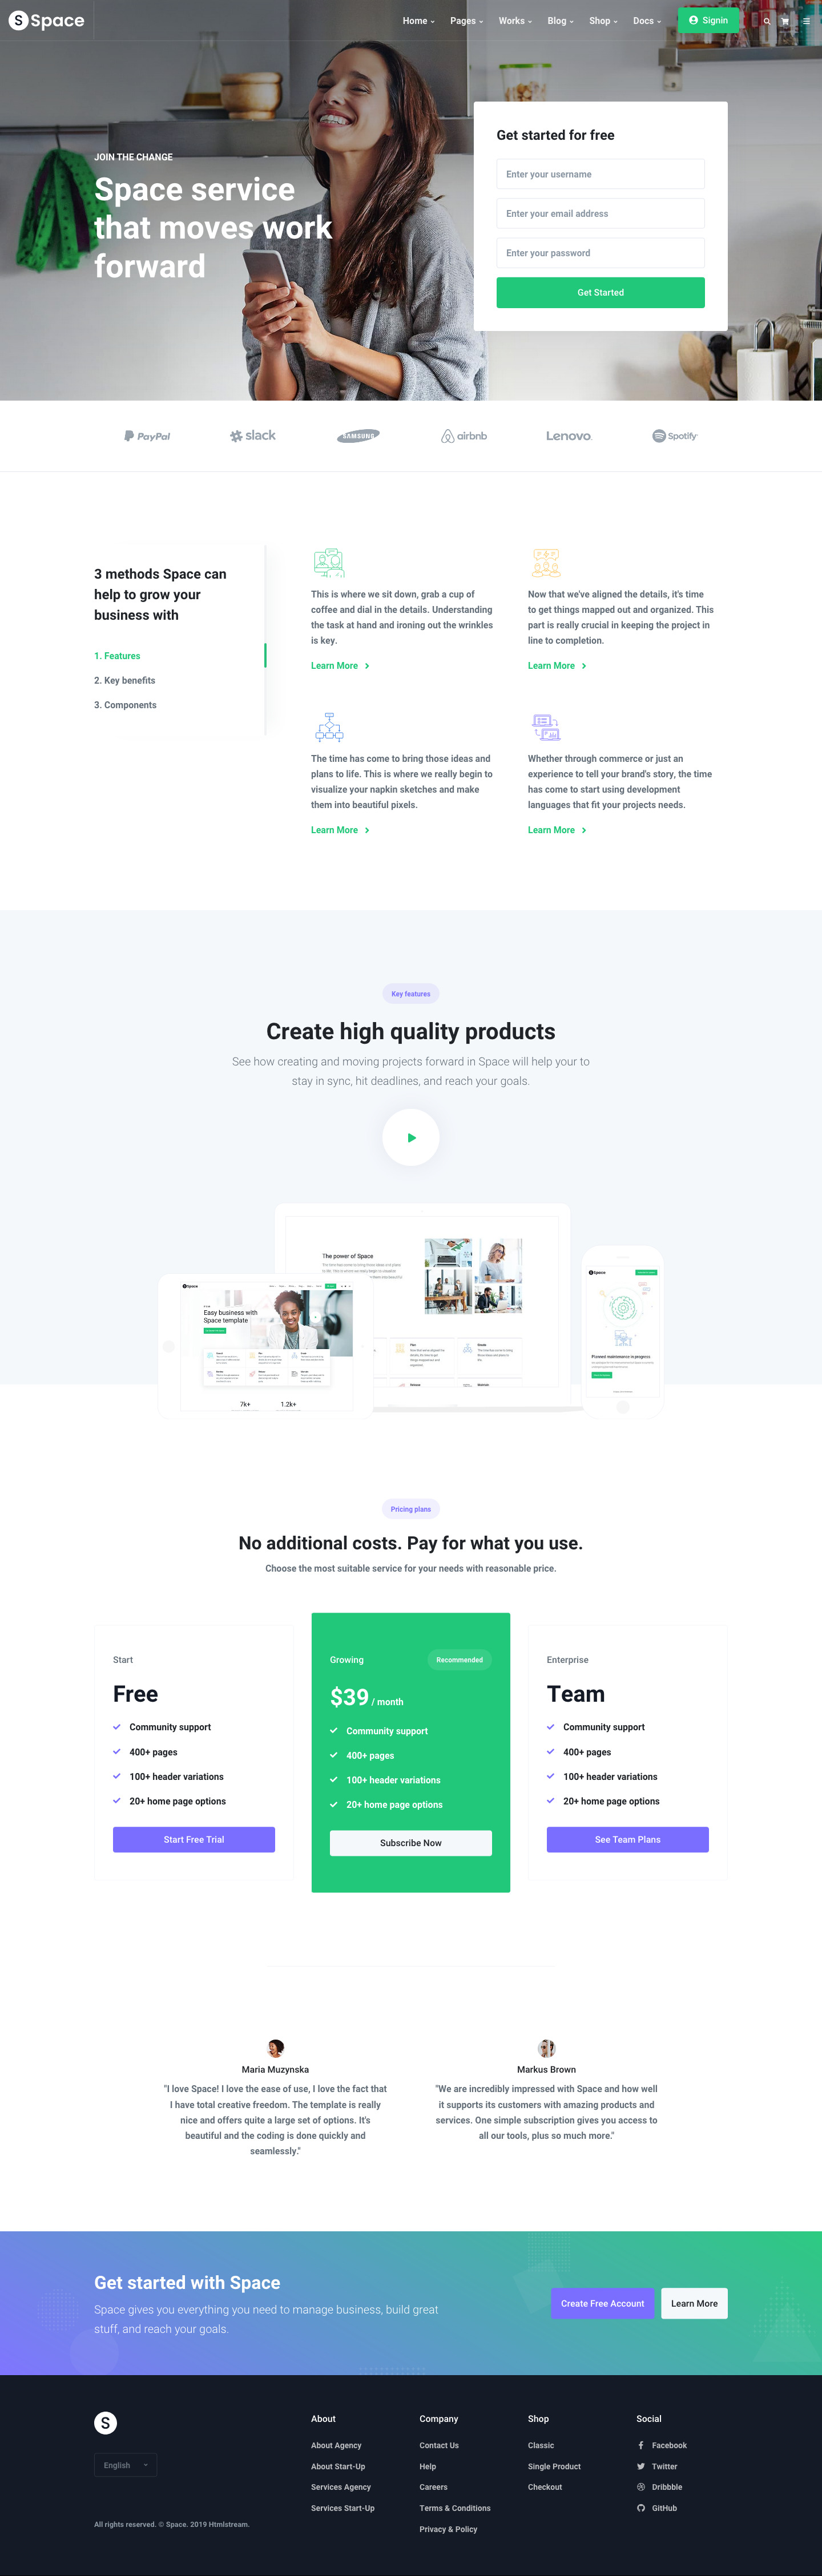 S Space
Home
Pages
Works
Blog
Shop
Docs
Signin
JOIN THE CHANGE
Space service
that moves work
forward
Get started for free
Enter your username
Enter your email address
Enter your password
Get Started
PayPal
slack
SAMSUNG
airbnb
Lenovo
Spotify
3 methods Space can
help to grow your
business with
1. Features
2. Key benefits
3. Components
This is where we sit down, grab a cup of
coffee and dial in the details. Understanding
the task at hand and ironing out the wrinkles
is key.
Learn More
Now that we've aligned the details, it's time
to get things mapped out and organized. This
part is really crucial in keeping the project in
line to completion.
Learn More
The time has come to bring those ideas and
plans to life. This is where we really begin to
visualize your napkin sketches and make
them into beautiful pixels.
Learn More
Whether through commerce or just an
experience to tell your brand's story, the time
has come to start using development
languages that fit your projects needs.
Learn More
Key features
Create high quality products
See how creating and moving projects forward in Space will help your to
stay in sync, hit deadlines, and reach your goals.
The power of Space
Space
Easy business with
Space template
7k+
1.2k+
Space
Planned maintenance in progress
Pricing plans
No additional costs. Pay for what you use.
Choose the most suitable service for your needs with reasonable price.
Start
Free
Community support
400+ pages
100+ header variations
20+ home page options
Start Free Trial
Growing
Recommended
$39 / month
Community support
400+ pages
100+ header variations
20+ home page options
Subscribe Now
Enterprise
Team
Community support
400+ pages
100+ header variations
20+ home page options
See Team Plans
Maria Muzynska
"I love Space! I love the ease of use, I love the fact that
I have total creative freedom. The template is really
nice and offers quite a large set of options. It's
beautiful and the coding is done quickly and
seamlessly."
Markus Brown
"We are incredibly impressed with Space and how well
it supports its customers with amazing products and
services. One simple subscription gives you access to
all our tools, plus so much more."
Get started with Space
Space gives you everything you need to manage business, build great
stuff, and reach your goals.
Create Free Account
Learn More
S
English
All rights reserved. © Space. 2019 Htmlstream.
About
About Agency
About Start-Up
Services Agency
Services Start-Up
Company
Contact Us
Help
Careers
Terms & Conditions
Privacy & Policy
Shop
Classic
Single Product
Checkout
Social
Facebook
Twitter
Dribbble
GitHub